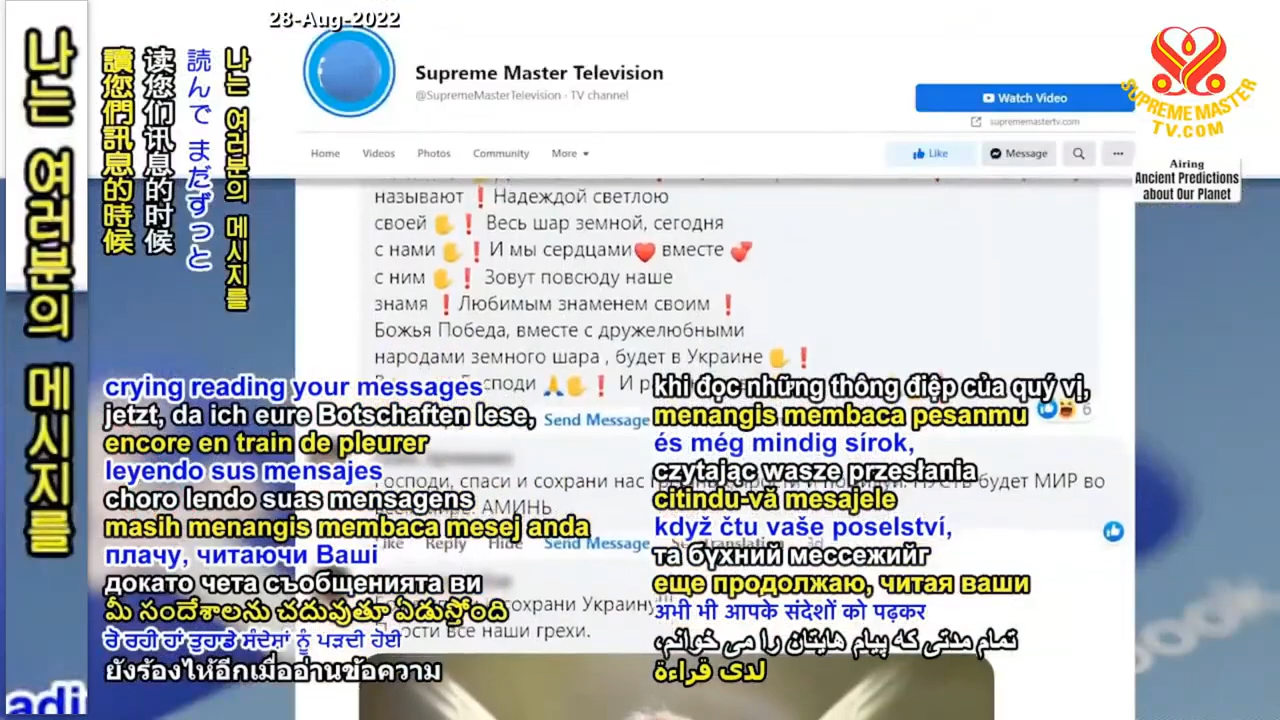 28-Aug-2022
나는 여러분의 메시지를
讀您們訊息的時候
读您们讯息的时候
読んで まだずっと
나는 여러분의 메시지를
Supreme Master Television
@SupremeMasterTelevision · TV channel
Watch Video
suprememastertv.com
SUPREME MASTER
TV.COM
Airing
Ancient Predictions
about Our Planet
Home Videos Photos Community More
Like Message
называют ❗Надеждой светлою
своей ✋❗ Весь шар земной, сегодня
с нами ✋❗И мы сердцами❤️ вместе 💕
с ним ✋❗ Зовут повсюду наше
знамя ❗Любимым знаменем своим ❗
Божья Победа, вместе с дружелюбными
народами земного шара , будет в Украине ✋❗
Господи 🙏✋❗ И
Send Message
6
Господи, спаси и сохрани нас
будет МИР во
АМИНЬ
Like Reply Hide Send Message
сохрани Украину!!!
Прости все наши грехи.
crying reading your messages
jetzt, da ich eure Botschaften lese,
encore en train de pleurer
leyendo sus mensajes
choro lendo suas mensagens
masih menangis membaca mesej anda
плачу, читаючи Ваші
докато чета съобщенията ви
మీ సందేశాలను చదువుతూ ఏడుస్తోంది
ਰੋ ਰਹੀ ਹਾਂ ਤੁਹਾਡੇ ਸੰਦੇਸ਼ਾਂ ਨੂੰ ਪੜਦੀ ਹੋਈ
ยังร้องไห้อีกเมื่ออ่านข้อความ
khi đọc những thông điệp của quý vị,
menangis membaca pesanmu
és még mindig sírok,
czytając wasze przesłania
citindu-vă mesajele
když čtu vaše poselství,
та бүхний мессежийг
еще продолжаю, читая ваши
अभी भी आपके संदेशों को पढ़कर
تمام مدتی که پیام هایتان را می خوانم،
لدى قراءة
adi